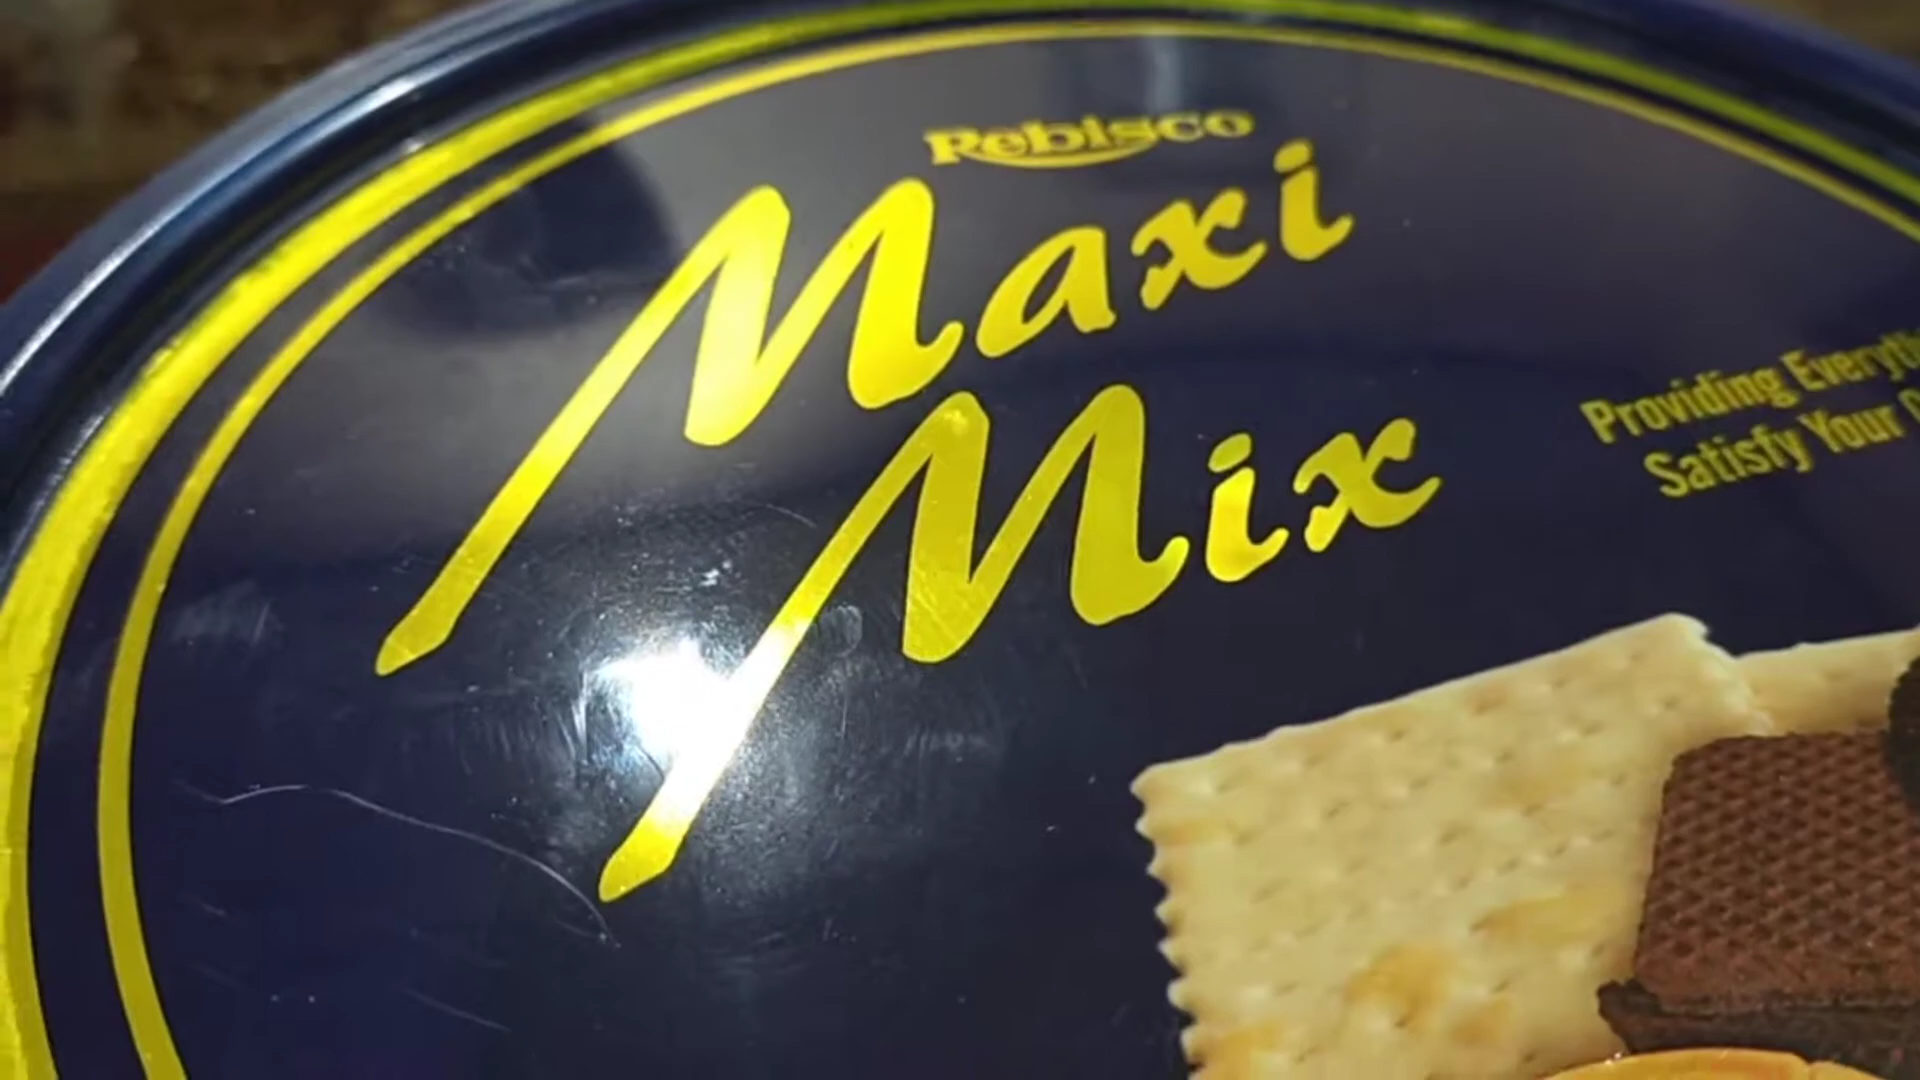 Rebisco
Maxi
Mix
Providing
Satisfy Your